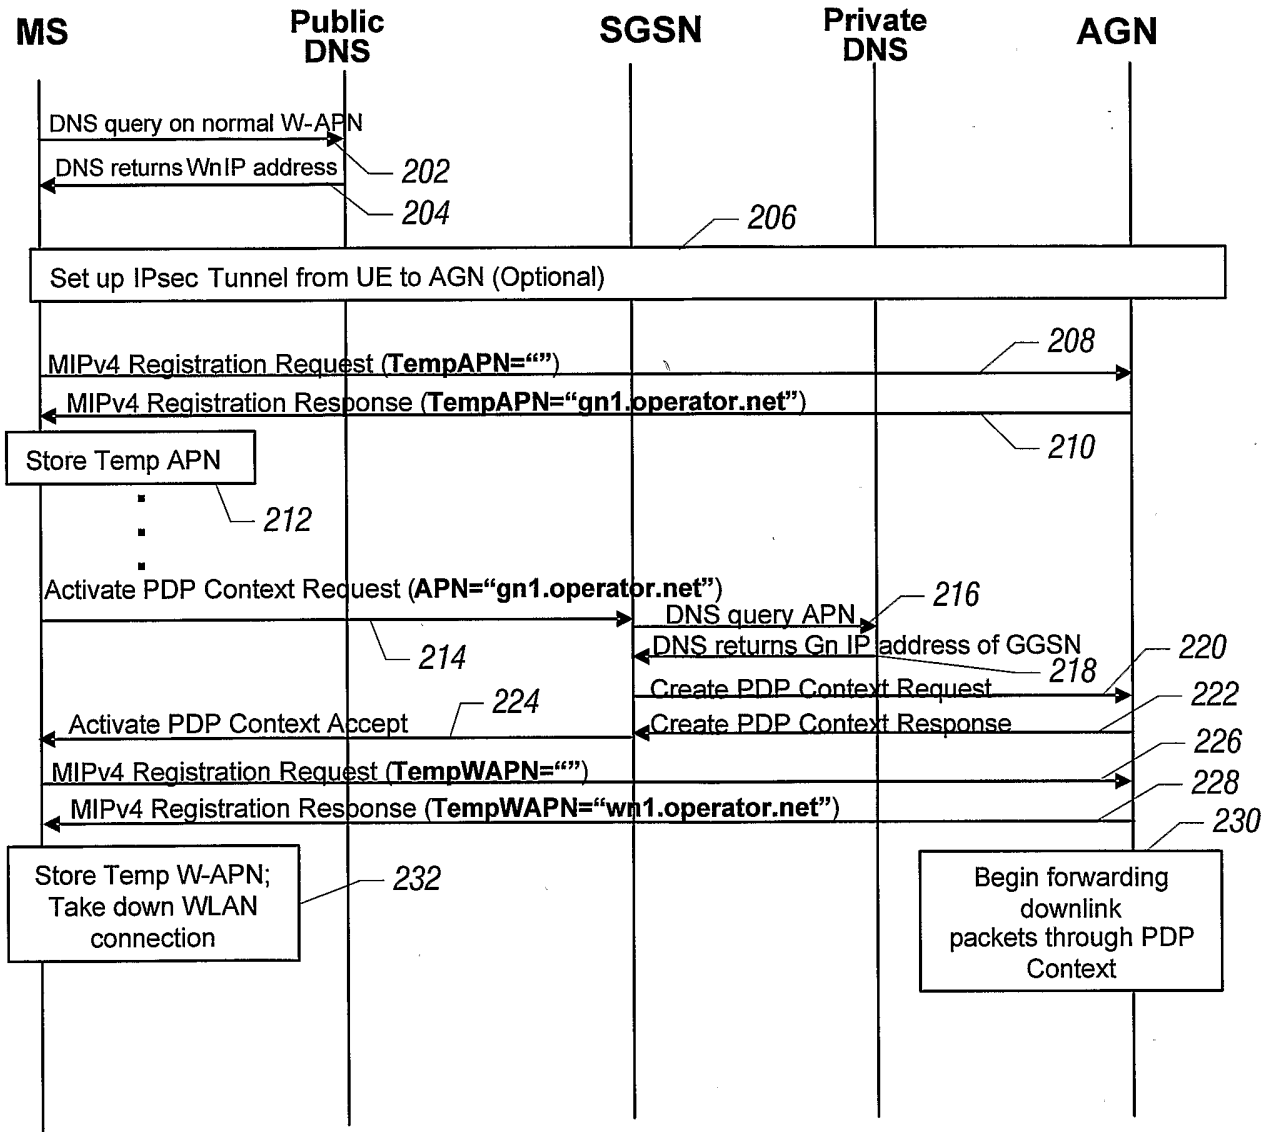 MS
Public
DNS
SGSN
Private
DNS
AGN
DNS query on normal W-APN
202
DNS returns Wn IP address
204
206
Set up IPsec Tunnel from UE to AGN (Optional)
208
MIPv4 Registration Request (TempAPN=“”)
MIPv4 Registration Response (TempAPN=“gn1.operator.net”)
210
Store Temp APN
212
Activate PDP Context Request (APN=“gn1.operator.net”)
214
DNS query APN
216
DNS returns Gn IP address of GGSN
218
220
Create PDP Context Request
222
Create PDP Context Response
224
Activate PDP Context Accept
226
MIPv4 Registration Request (TempWAPN=“”)
228
MIPv4 Registration Response (TempWAPN=“wn1.operator.net”)
230
Store Temp W-APN;
Take down WLAN
connection
232
Begin forwarding
downlink
packets through PDP
Context